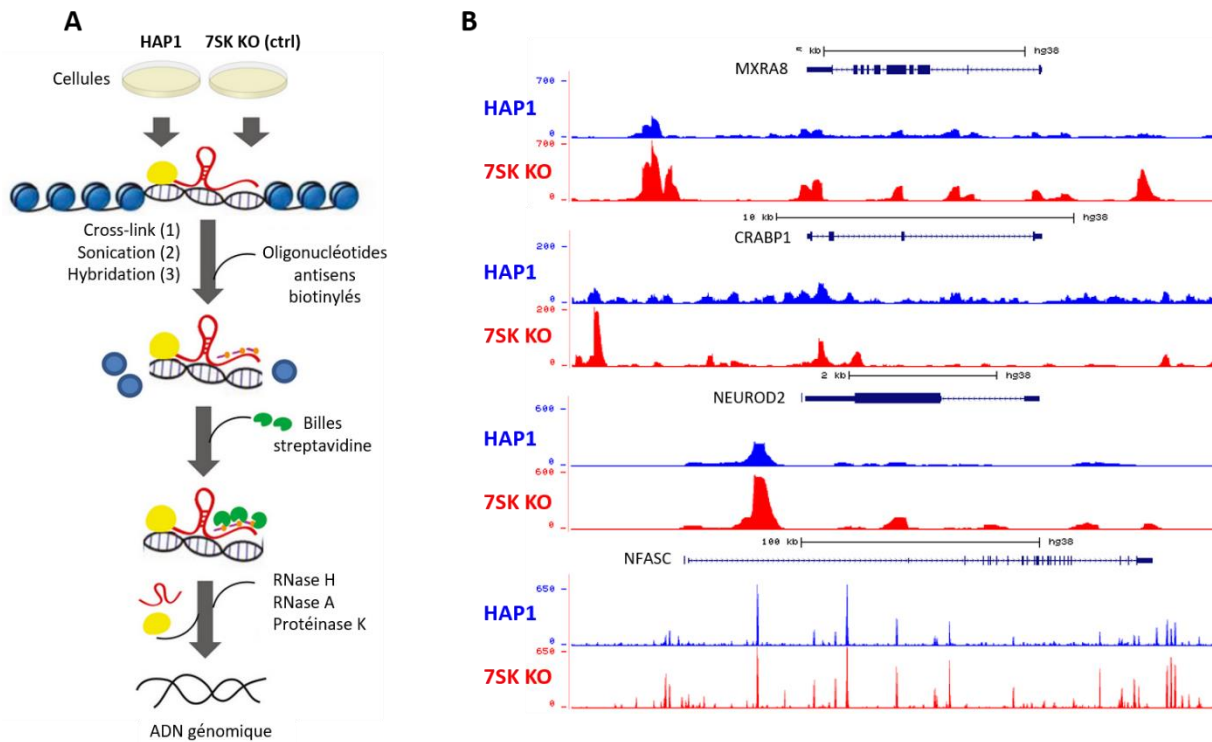 A
HAP1 7SK KO (ctrl)
Cellules
Cross-link (1)
Sonication (2)
Hybridation (3)
Oligonucléotides
antisens
biotinylés
Billes
streptavidine
RNase H
RNase A
Protéinase K
ADN génomique
B
kb hg38
MXRA8
700
HAP1
0
700
7SK KO
0
10 kb hg38
CRABP1
200
HAP1
0
200
7SK KO
0
2 kb hg38
NEUROD2
600
HAP1
0
600
7SK KO
0
100 kb hg38
NFASC
650
HAP1
0
650
7SK KO
0